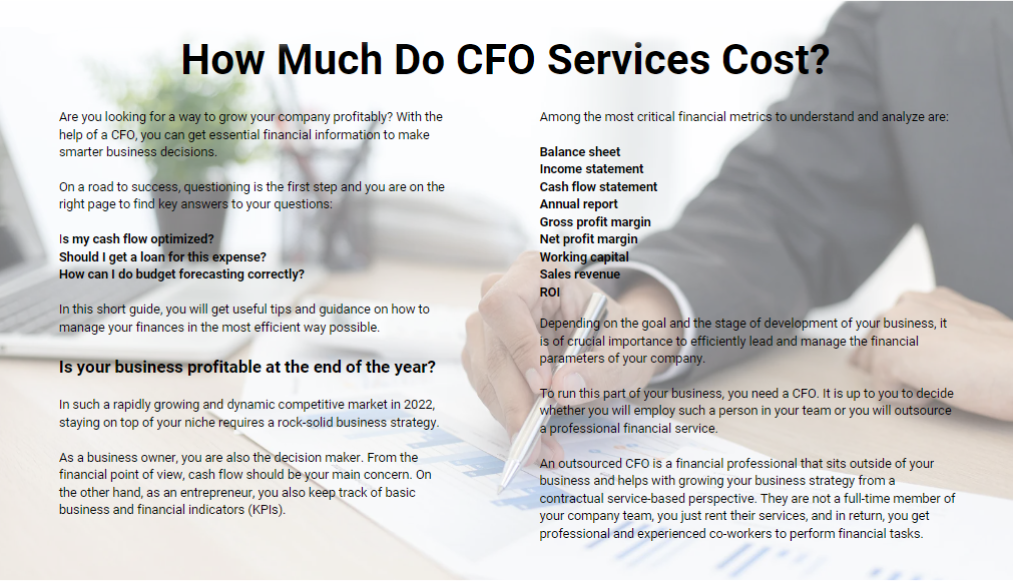 How Much Do CFO Services Cost?
Are you looking for a way to grow your company profitably? With the
help of a CFO, you can get essential financial information to make
smarter business decisions.
On a road to success, questioning is the first step and you are on the
right page to find key answers to your questions:
Is my cash flow optimized?
Should I get a loan for this expense?
How can I do budget forecasting correctly?
In this short guide, you will get useful tips and guidance on how to
manage your finances in the most efficient way possible.
Is your business profitable at the end of the year?
In such a rapidly growing and dynamic competitive market in 2022,
staying on top of your niche requires a rock-solid business strategy.
As a business owner, you are also the decision maker. From the
financial point of view, cash flow should be your main concern. On
the other hand, as an entrepreneur, you also keep track of basic
business and financial indicators (KPIs).
Among the most critical financial metrics to understand and analyze are:
Balance sheet
Income statement
Cash flow statement
Annual report
Gross profit margin
Net profit margin
Working capital
Sales revenue
ROI
Depending on the goal and the stage of development of your business, it
is of crucial importance to efficiently lead and manage the financial
parameters of your company.
To run this part of your business, you need a CFO. It is up to you to decide
whether you will employ such a person in your team or you will outsource
a professional financial service.
An outsourced CFO is a financial professional that sits outside of your
business and helps with growing your business strategy from a
contractual service-based perspective. They are not a full-time member of
your company team, you just rent their services, and in return, you get
professional and experienced co-workers to perform financial tasks.